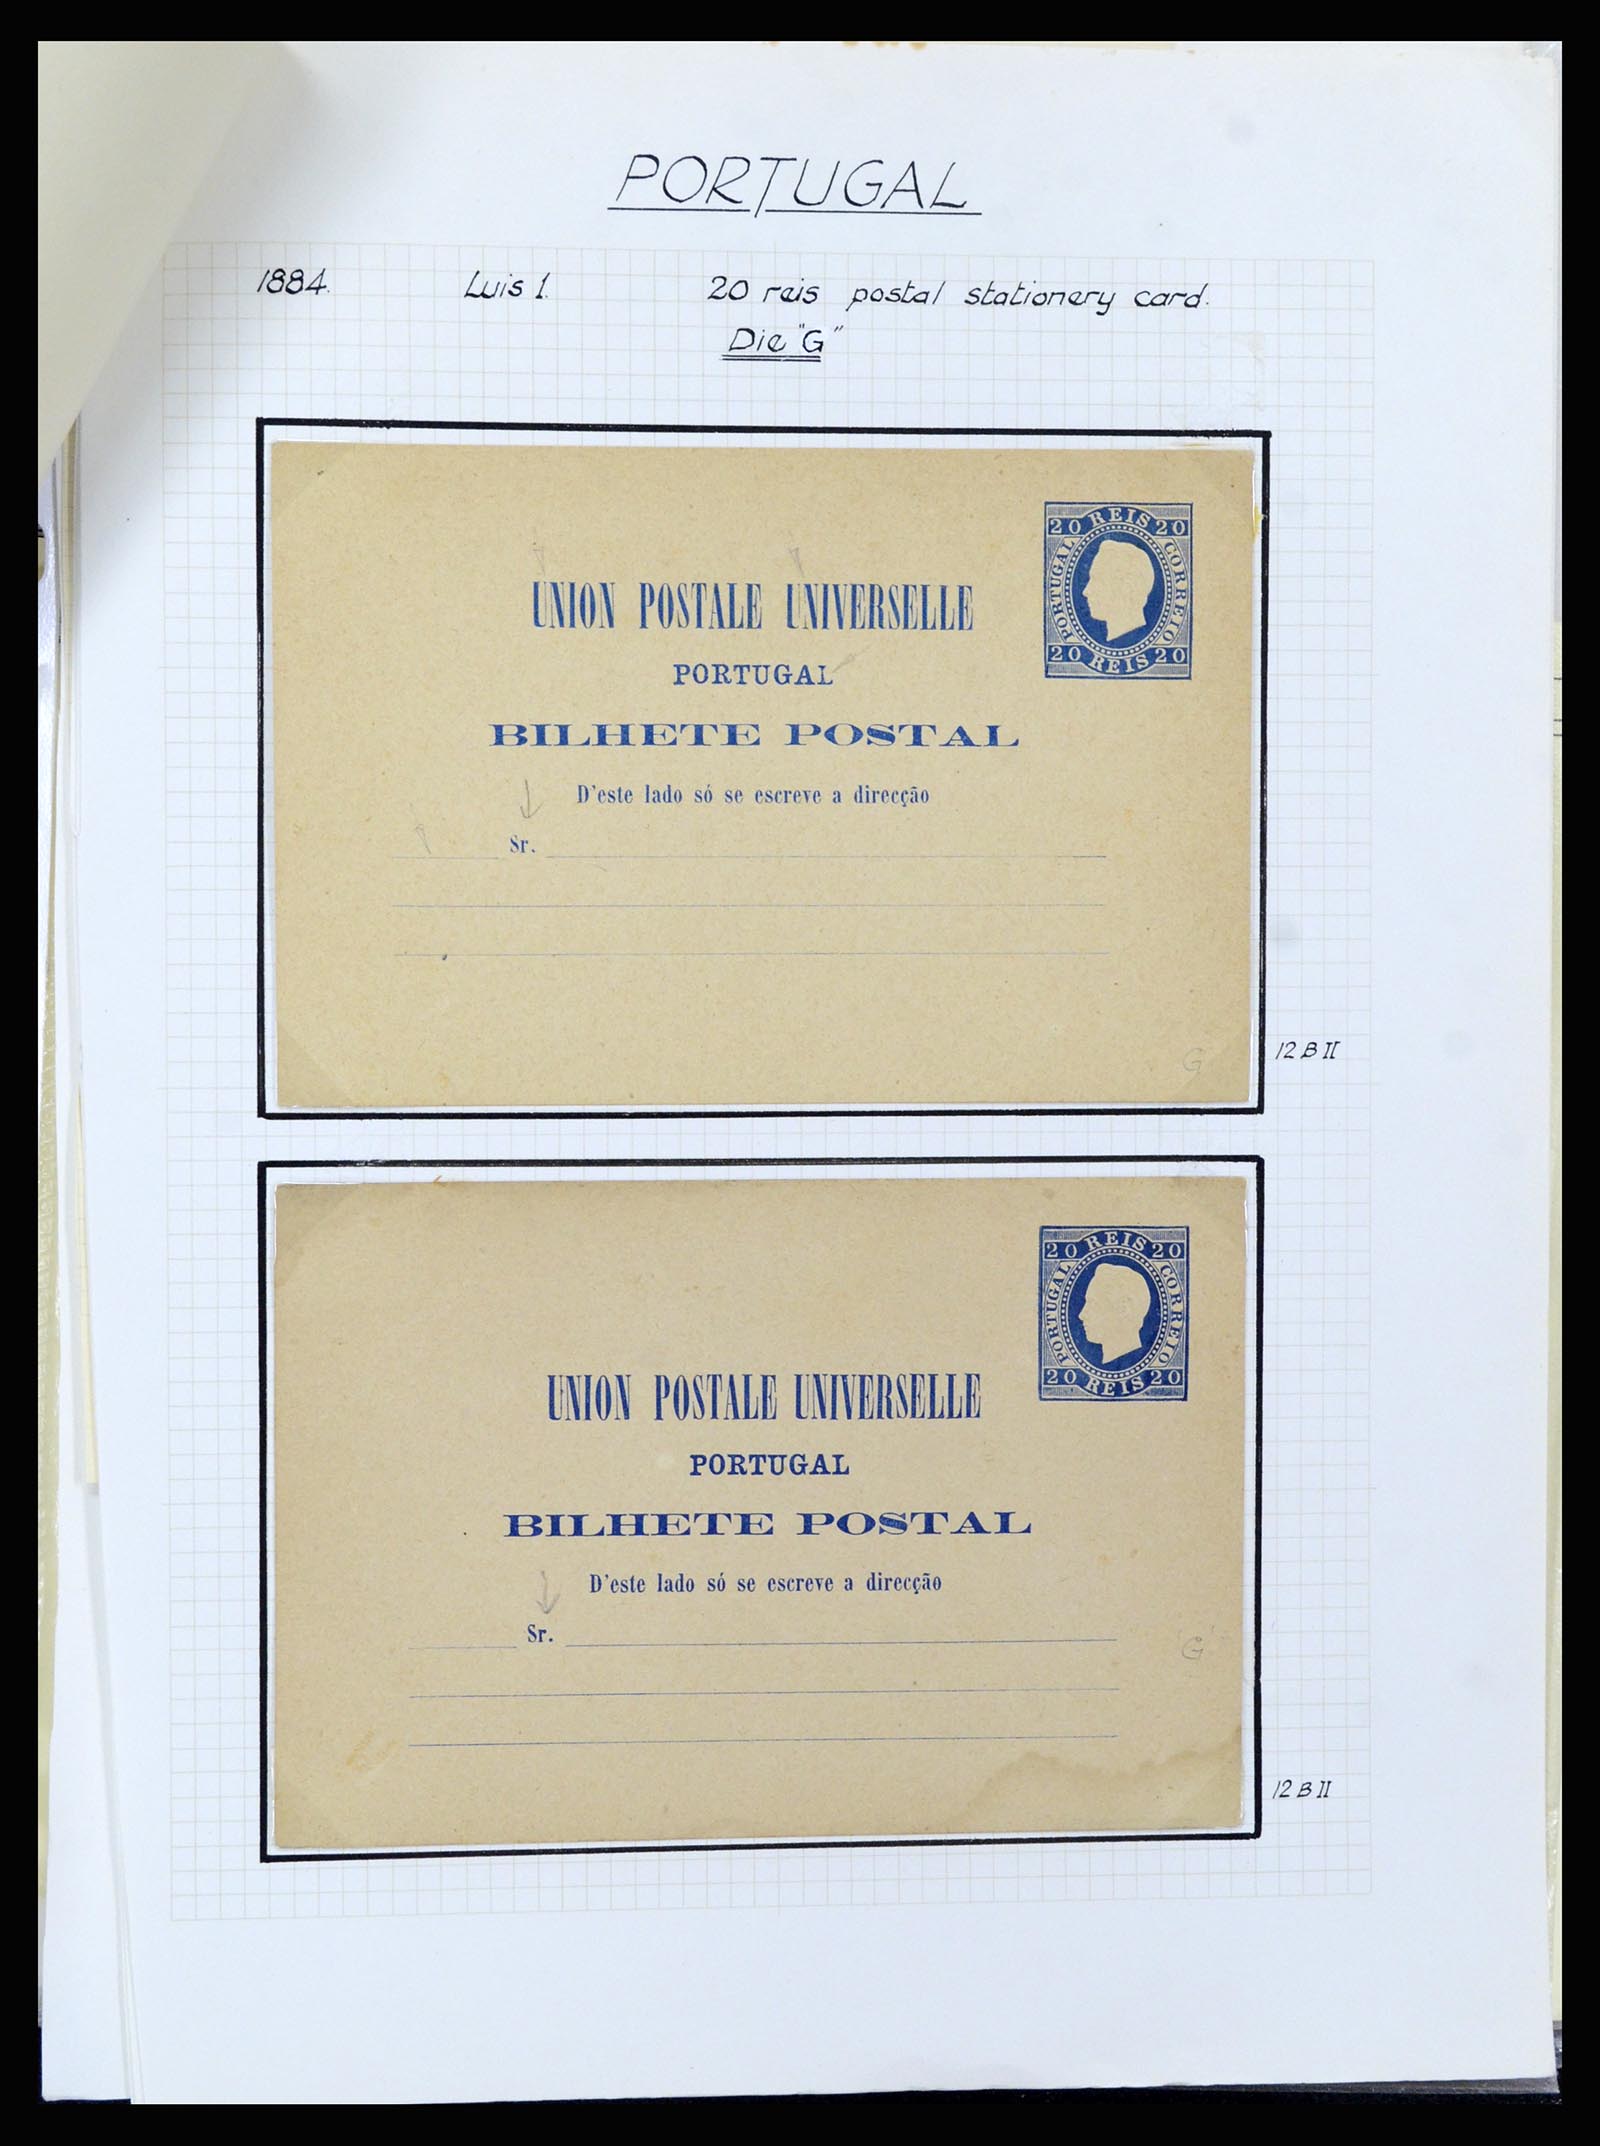 PORTUGAL
1884. Luis 1. 20 reis postal stationery card.
Die "G"
20 REIS 20
PORTUGAL CORREIO
20 REIS 20
UNION POSTALE UNIVERSELLE
PORTUGAL
BILHETE POSTAL
D'este lado só se escreve a direcção
Sr.
G
12 B II
20 REIS 20
PORTUGAL CORREIO
20 REIS 20
UNION POSTALE UNIVERSELLE
PORTUGAL
BILHETE POSTAL
D'este lado só se escreve a direcção
Sr.
'G'
12 B II